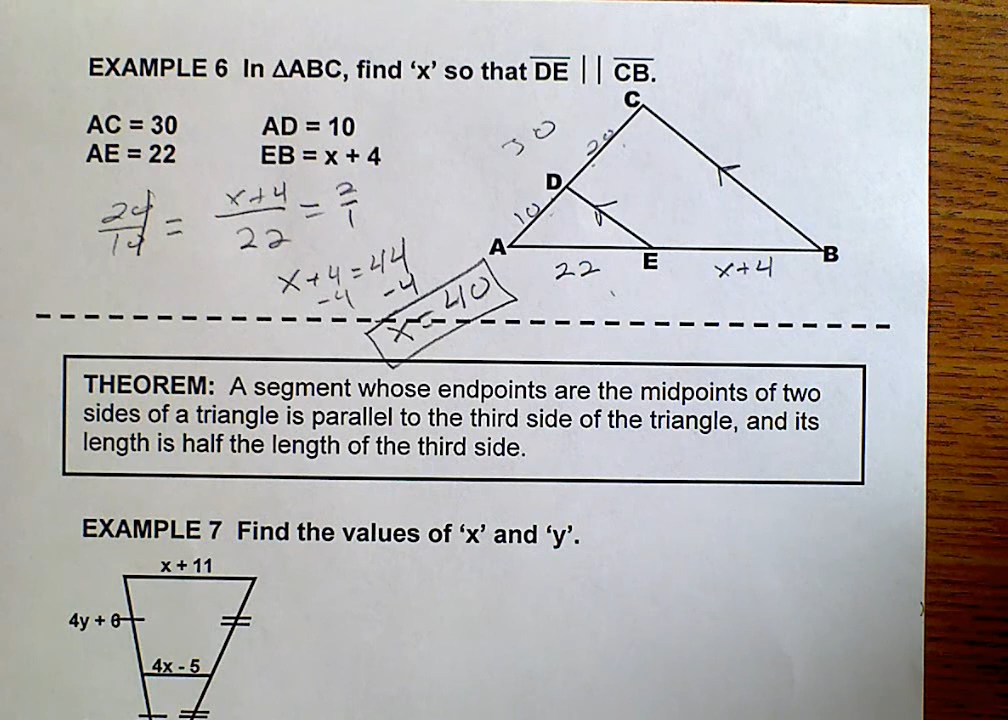 EXAMPLE 6 In ΔABC, find ‘x’ so that DE || CB.
AC = 30 AD = 10
AE = 22 EB = x + 4
C
30
20
D
10
A
E
B
22
x+4
20/10 = x+4/22 = 2/1
x+4=44
-4 -4
x=40
THEOREM: A segment whose endpoints are the midpoints of two
sides of a triangle is parallel to the third side of the triangle, and its
length is half the length of the third side.
EXAMPLE 7 Find the values of ‘x’ and ‘y’.
x + 11
4y + 6
4x - 5